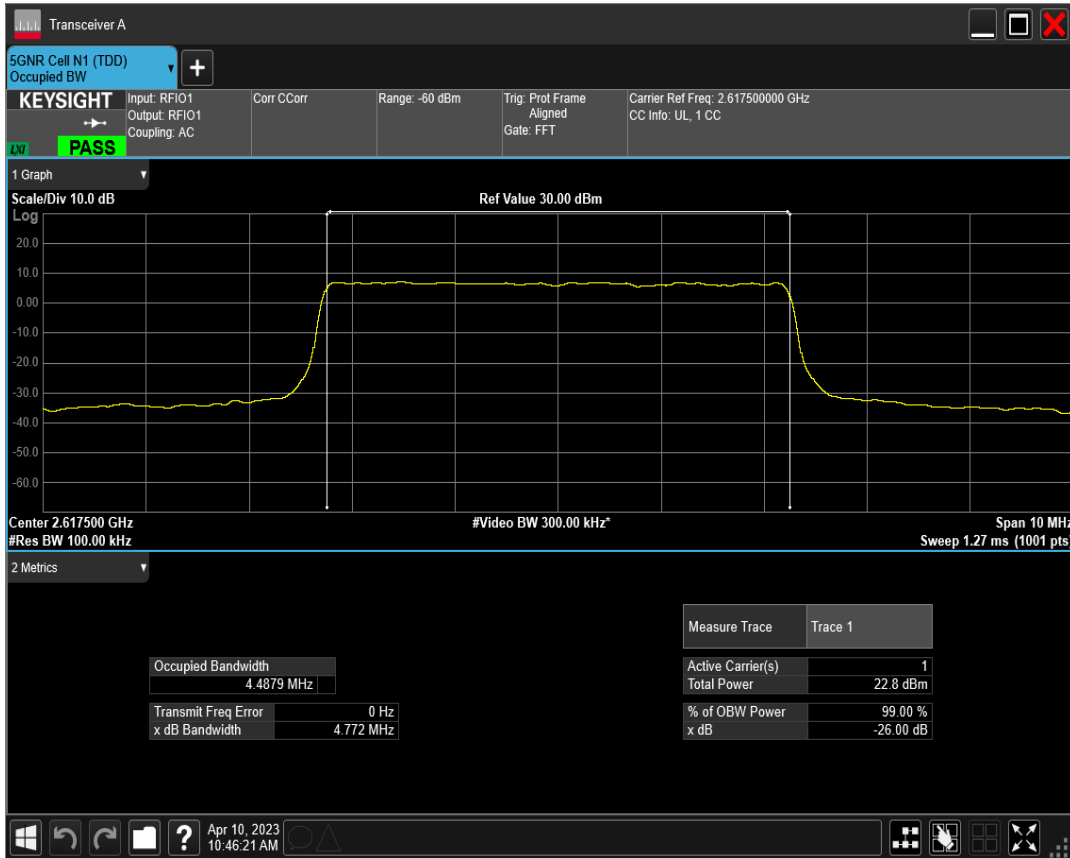 Transceiver A
5GNR Cell N1 (TDD)
Occupied BW
+
KEYSIGHT
LXI
PASS
Input: RFIO1
Output: RFIO1
Coupling: AC
Corr CCorr
Range: -60 dBm
Trig: Prot Frame
Aligned
Gate: FFT
Carrier Ref Freq: 2.617500000 GHz
CC Info: UL, 1 CC
1 Graph
Scale/Div 10.0 dB
Ref Value 30.00 dBm
Log
20.0
10.0
0.00
-10.0
-20.0
-30.0
-40.0
-50.0
-60.0
Center 2.617500 GHz
#Video BW 300.00 kHz*
Span 10 MHz
#Res BW 100.00 kHz
Sweep 1.27 ms (1001 pts)
2 Metrics
Measure Trace Trace 1
Occupied Bandwidth
4.4879 MHz
Active Carrier(s) 1
Total Power 22.8 dBm
Transmit Freq Error 0 Hz
x dB Bandwidth 4.772 MHz
% of OBW Power 99.00 %
x dB -26.00 dB
?
Apr 10, 2023
10:46:21 AM